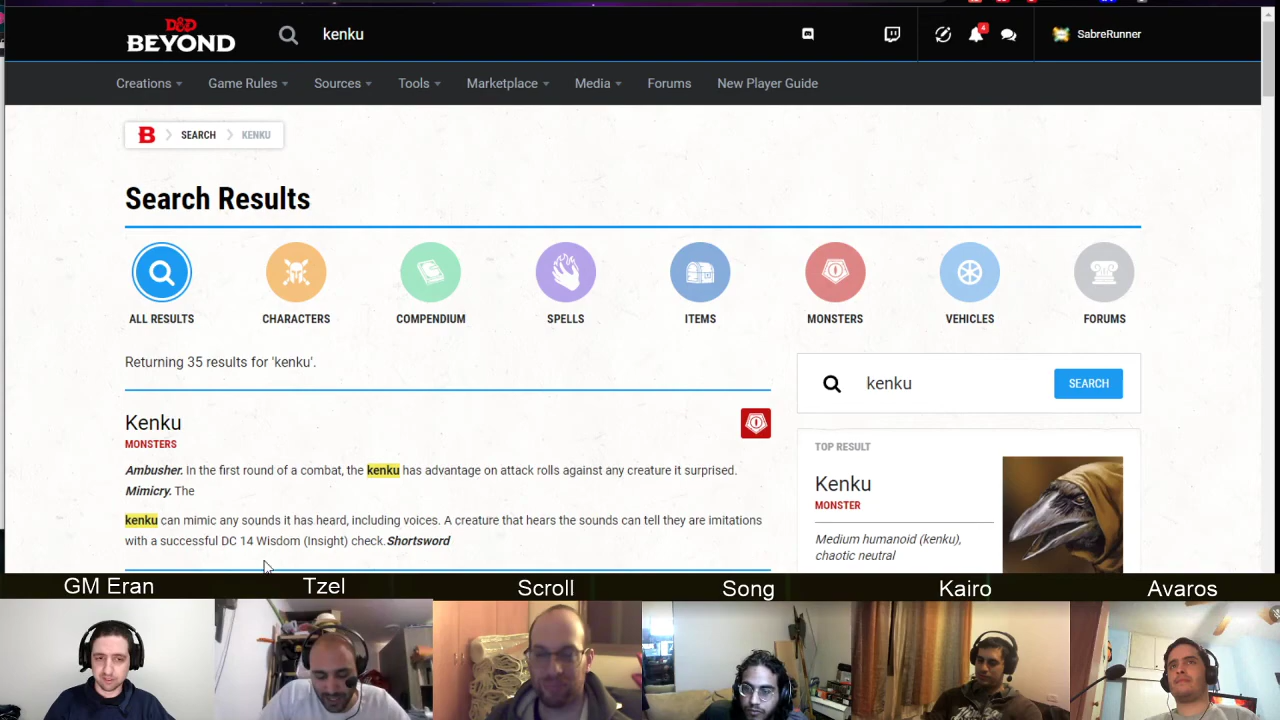 D&D
BEYOND
kenku
4
SabreRunner
Creations
Game Rules
Sources
Tools
Marketplace
Media
Forums
New Player Guide
B
SEARCH
KENKU
Search Results
ALL RESULTS
CHARACTERS
COMPENDIUM
SPELLS
ITEMS
MONSTERS
VEHICLES
FORUMS
Returning 35 results for 'kenku'.
kenku
SEARCH
Kenku
MONSTERS
Ambusher. In the first round of a combat, the kenku has advantage on attack rolls against any creature it surprised.
Mimicry. The
kenku can mimic any sounds it has heard, including voices. A creature that hears the sounds can tell they are imitations
with a successful DC 14 Wisdom (Insight) check.Shortsword
TOP RESULT
Kenku
MONSTER
Medium humanoid (kenku),
chaotic neutral
GM Eran
Tzel
Scroll
Song
Kairo
Avaros